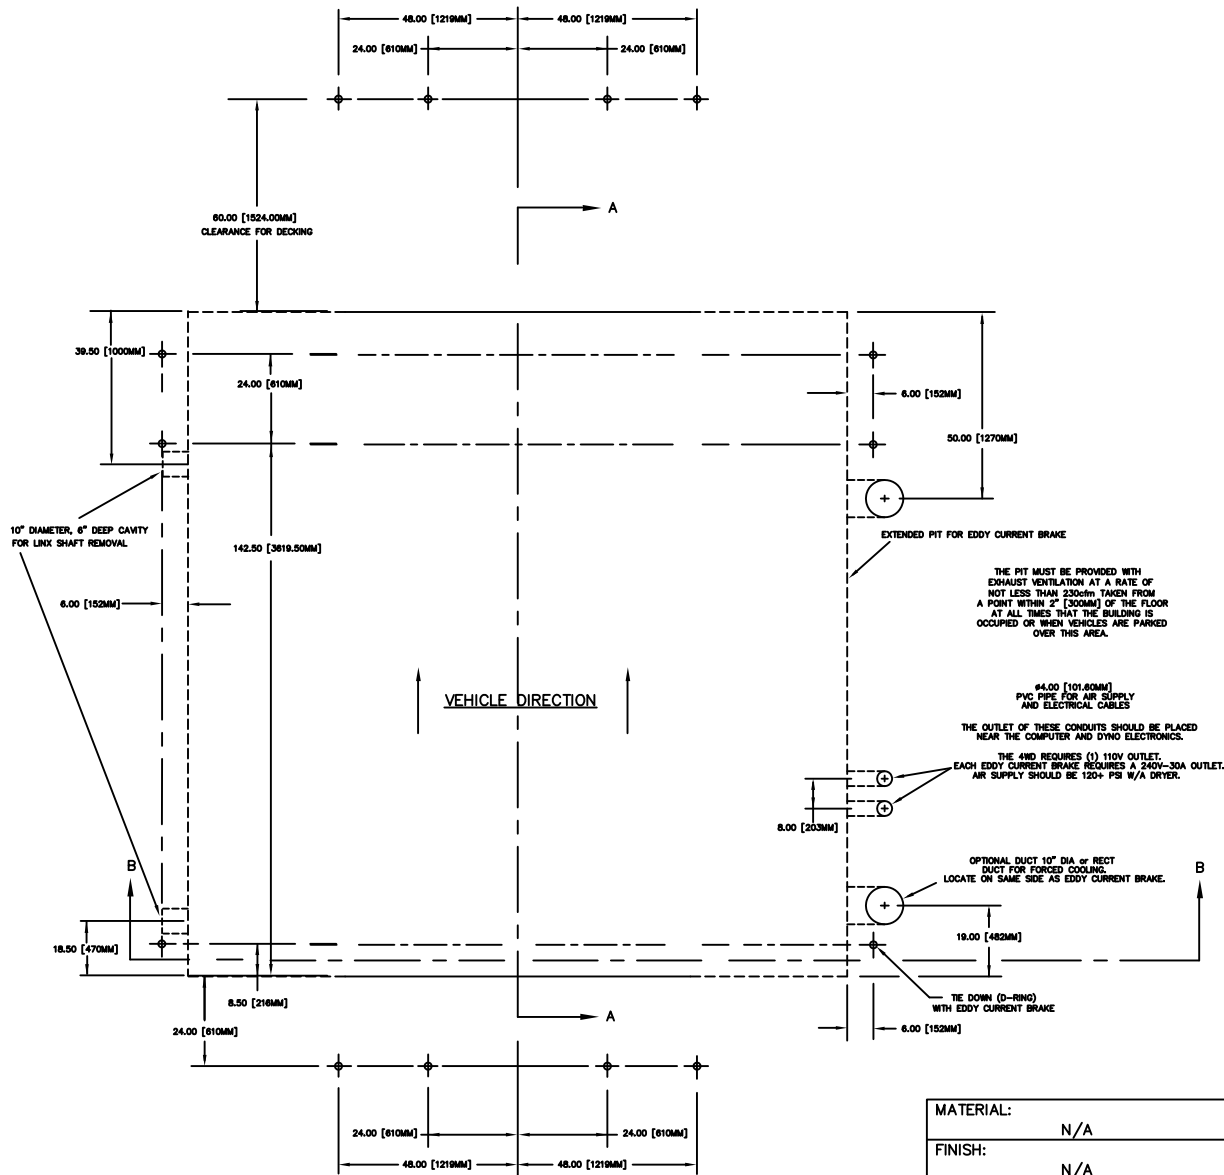 48.00 [1219MM]
48.00 [1219MM]
24.00 [610MM]
24.00 [610MM]
A
60.00 [1524.00MM]
CLEARANCE FOR DECKING
39.50 [1000MM]
24.00 [610MM]
6.00 [152MM]
50.00 [1270MM]
10" DIAMETER, 6" DEEP CAVITY
FOR LINX SHAFT REMOVAL
142.50 [3619.50MM]
EXTENDED PIT FOR EDDY CURRENT BRAKE
THE PIT MUST BE PROVIDED WITH
EXHAUST VENTILATION AT A RATE OF
NOT LESS THAN 230cfm TAKEN FROM
A POINT WITHIN 2" [300MM] OF THE FLOOR
AT ALL TIMES THAT THE BUILDING IS
OCCUPIED OR WHEN VEHICLES ARE PARKED
OVER THIS AREA.
6.00 [152MM]
VEHICLE DIRECTION
ø4.00 [101.60MM]
PVC PIPE FOR AIR SUPPLY
AND ELECTRICAL CABLES
THE OUTLET OF THESE CONDUITS SHOULD BE PLACED
NEAR THE COMPUTER AND DYNO ELECTRONICS.
THE 4WD REQUIRES (1) 110V OUTLET.
EACH EDDY CURRENT BRAKE REQUIRES A 240V-30A OUTLET.
AIR SUPPLY SHOULD BE 120+ PSI W/A DRYER.
8.00 [203MM]
OPTIONAL DUCT 10" DIA or RECT
DUCT FOR FORCED COOLING.
LOCATE ON SAME SIDE AS EDDY CURRENT BRAKE.
B
B
18.50 [470MM]
19.00 [482MM]
8.50 [216MM]
TIE DOWN (D-RING)
WITH EDDY CURRENT BRAKE
24.00 [610MM]
A
6.00 [152MM]
24.00 [610MM]
24.00 [610MM]
48.00 [1219MM]
48.00 [1219MM]
MATERIAL:
N/A
FINISH:
N/A